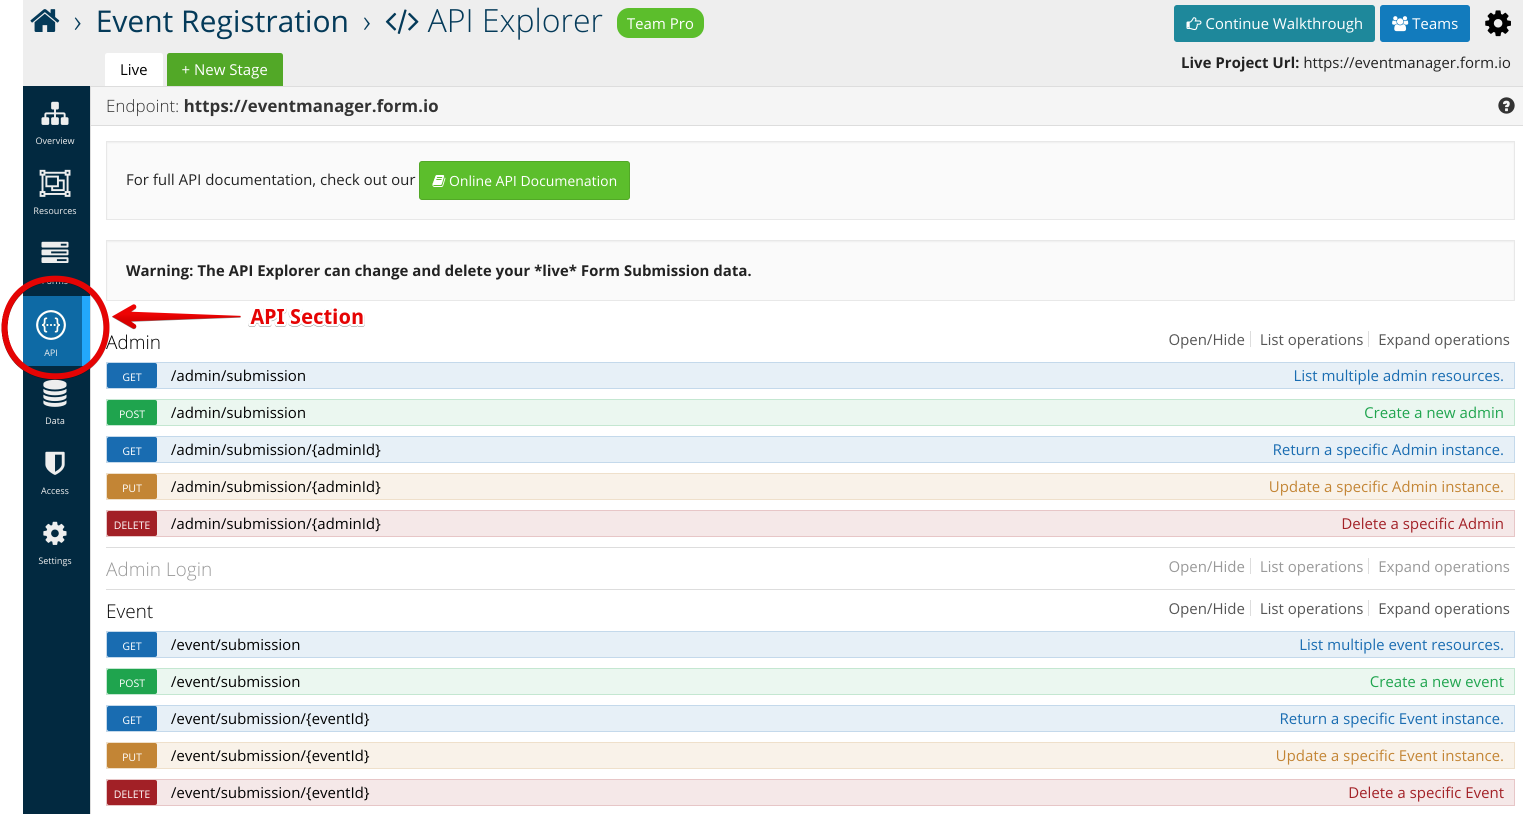 › Event Registration › </> API Explorer Team Pro
Continue Walkthrough Teams
Live + New Stage
Live Project Url: https://eventmanager.form.io
Endpoint: https://eventmanager.form.io
Overview
Resources
Forms
API
Data
Access
Settings
For full API documentation, check out our Online API Documenation
Warning: The API Explorer can change and delete your *live* Form Submission data.
API Section
Admin Open/Hide List operations Expand operations
GET /admin/submission List multiple admin resources.
POST /admin/submission Create a new admin
GET /admin/submission/{adminId} Return a specific Admin instance.
PUT /admin/submission/{adminId} Update a specific Admin instance.
DELETE /admin/submission/{adminId} Delete a specific Admin
Admin Login Open/Hide List operations Expand operations
Event Open/Hide List operations Expand operations
GET /event/submission List multiple event resources.
POST /event/submission Create a new event
GET /event/submission/{eventId} Return a specific Event instance.
PUT /event/submission/{eventId} Update a specific Event instance.
DELETE /event/submission/{eventId} Delete a specific Event